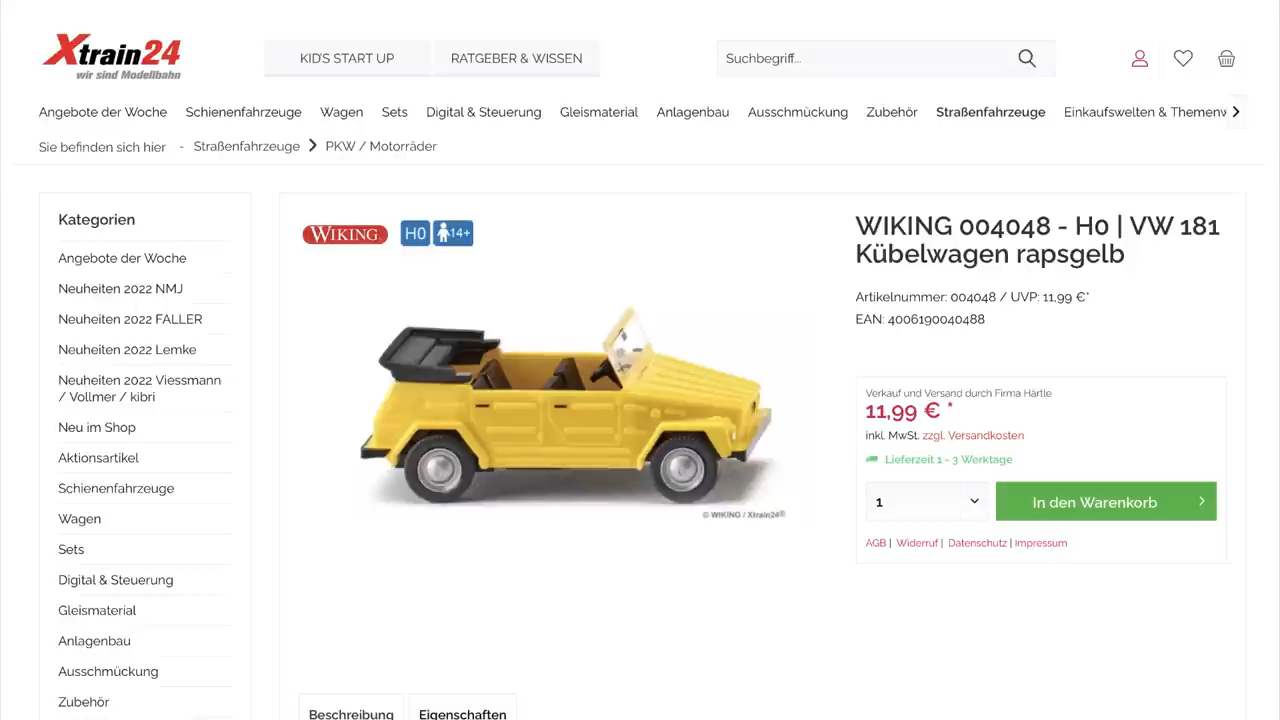 Xtrain24
wir sind Modellbahn
KID'S START UP
RATGEBER & WISSEN
Suchbegriff...
Angebote der Woche
Schienenfahrzeuge
Wagen
Sets
Digital & Steuerung
Gleismaterial
Anlagenbau
Ausschmückung
Zubehör
Straßenfahrzeuge
Einkaufswelten & Themenw
Sie befinden sich hier - Straßenfahrzeuge PKW / Motorräder
Kategorien
Angebote der Woche
Neuheiten 2022 NMJ
Neuheiten 2022 FALLER
Neuheiten 2022 Lemke
Neuheiten 2022 Viessmann
/ Vollmer / kibri
Neu im Shop
Aktionsartikel
Schienenfahrzeuge
Wagen
Sets
Digital & Steuerung
Gleismaterial
Anlagenbau
Ausschmückung
Zubehör
WIKING
H0
14+
© WIKING / Xtrain24®
WIKING 004048 - H0 | VW 181
Kübelwagen rapsgelb
Artikelnummer: 004048 / UVP: 11,99 €*
EAN: 4006190040488
Verkauf und Versand durch Firma Härtle
11,99 € *
inkl. MwSt. zzgl. Versandkosten
Lieferzeit 1 - 3 Werktage
1
In den Warenkorb
AGB | Widerruf | Datenschutz | Impressum
Beschreibung
Eigenschaften